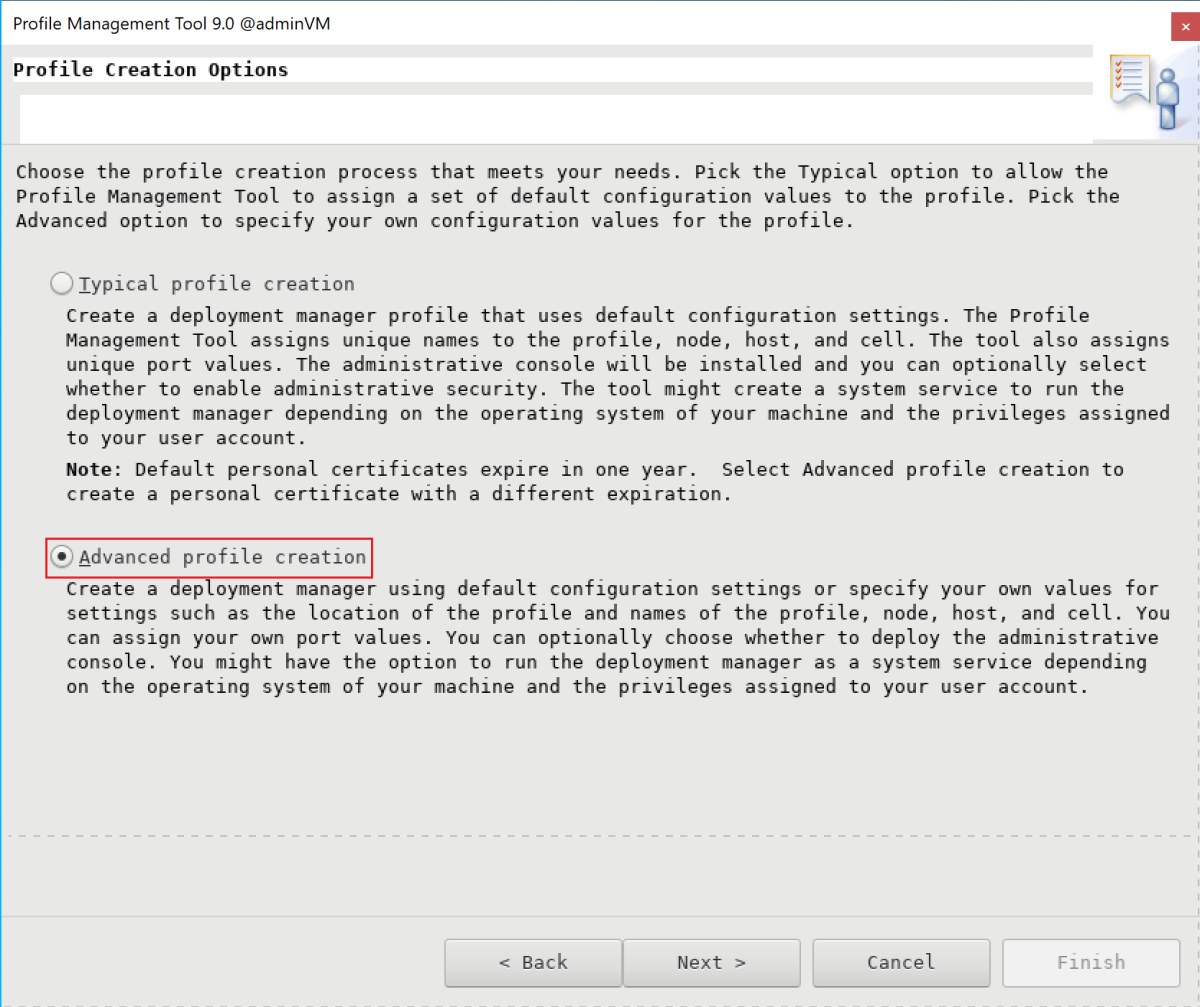 Profile Management Tool 9.0 @adminVM
×
Profile Creation Options
Choose the profile creation process that meets your needs. Pick the Typical option to allow the
Profile Management Tool to assign a set of default configuration values to the profile. Pick the
Advanced option to specify your own configuration values for the profile.
Typical profile creation
Create a deployment manager profile that uses default configuration settings. The Profile
Management Tool assigns unique names to the profile, node, host, and cell. The tool also assigns
unique port values. The administrative console will be installed and you can optionally select
whether to enable administrative security. The tool might create a system service to run the
deployment manager depending on the operating system of your machine and the privileges assigned
to your user account.
Note: Default personal certificates expire in one year.  Select Advanced profile creation to
create a personal certificate with a different expiration.
Advanced profile creation
Create a deployment manager using default configuration settings or specify your own values for
settings such as the location of the profile and names of the profile, node, host, and cell. You
can assign your own port values. You can optionally choose whether to deploy the administrative
console. You might have the option to run the deployment manager as a system service depending
on the operating system of your machine and the privileges assigned to your user account.
< Back
Next >
Cancel
Finish